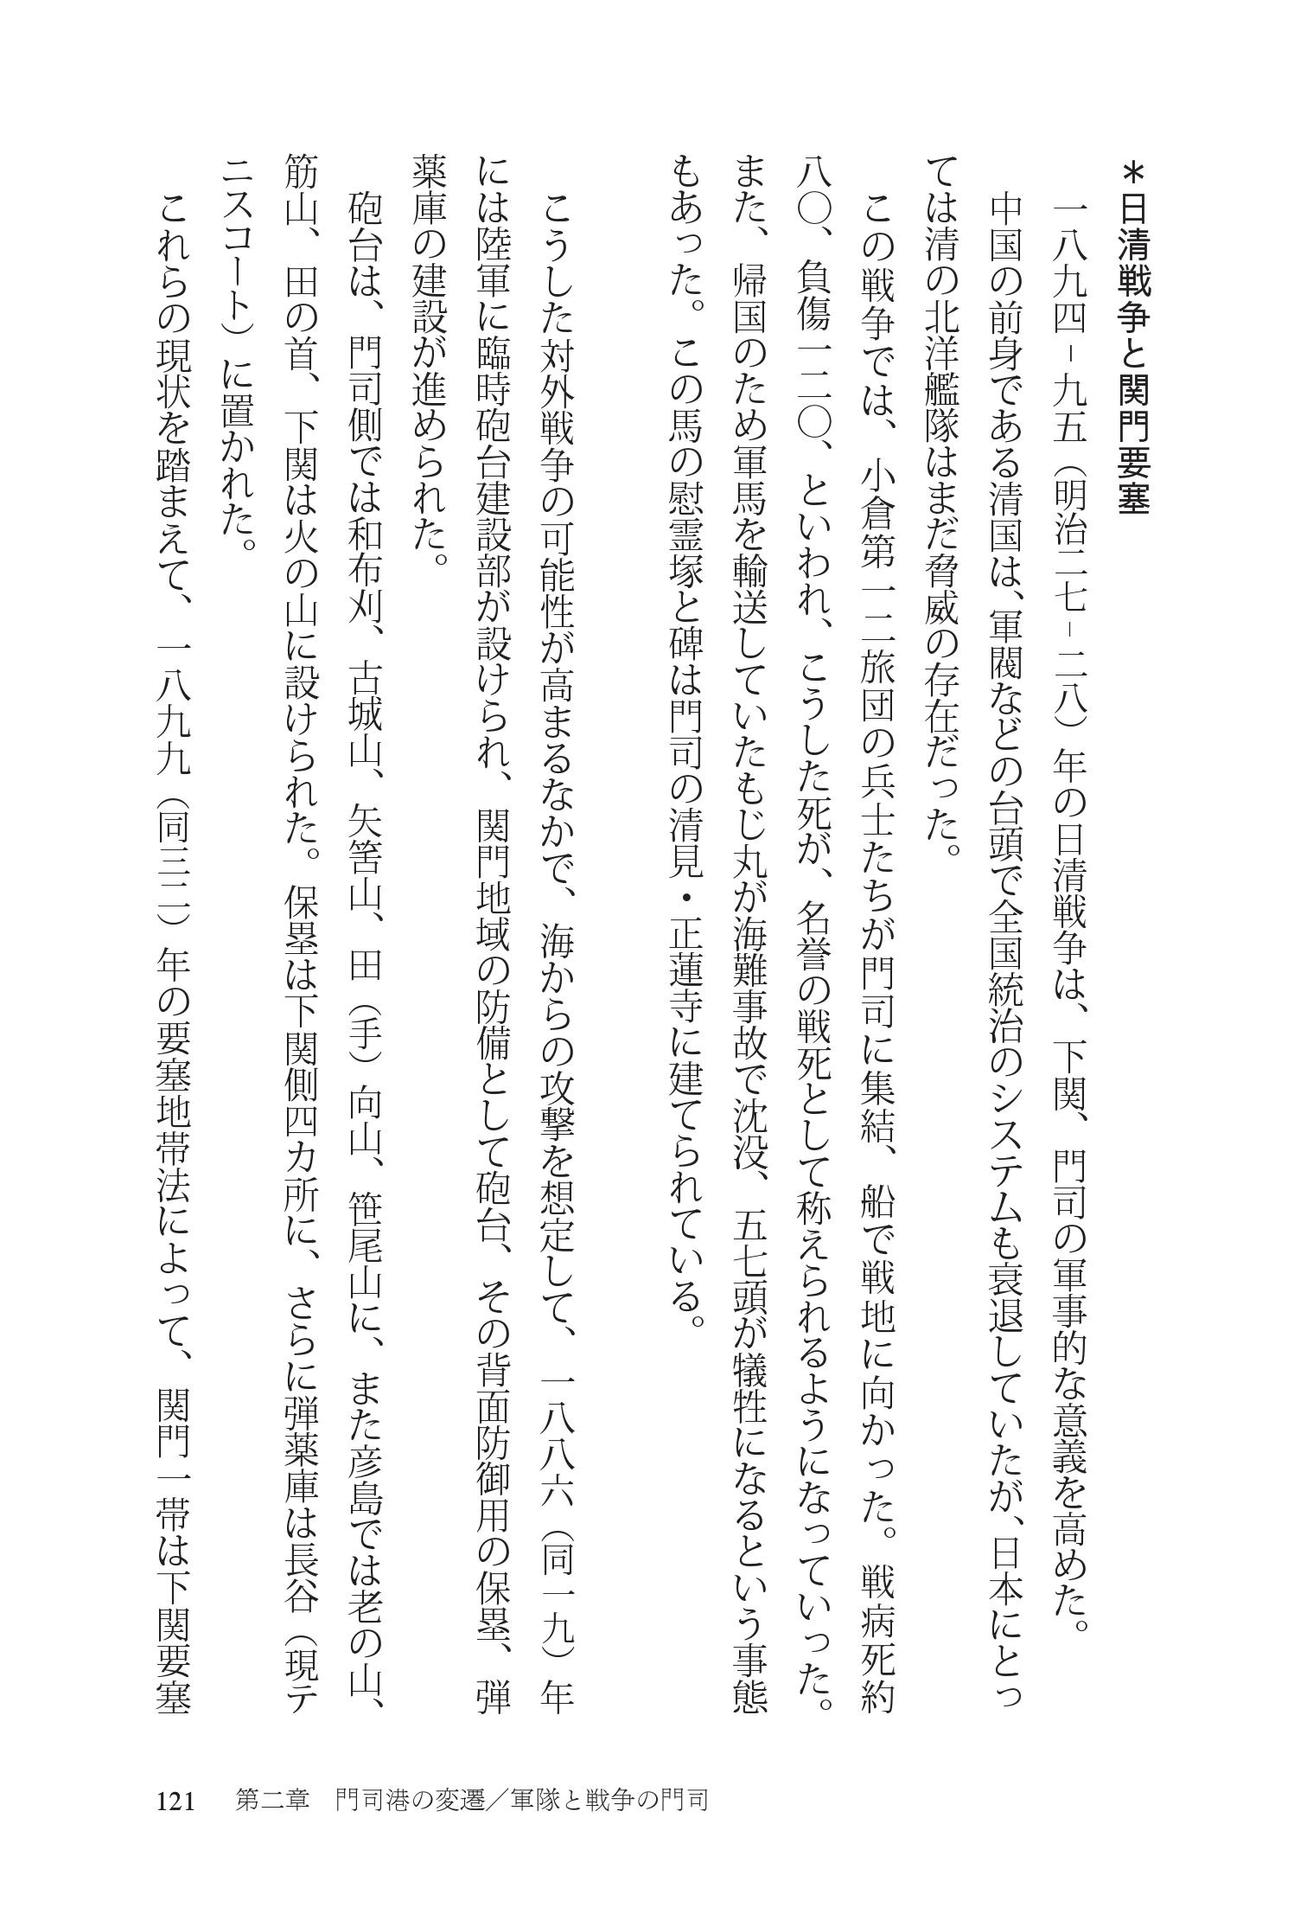 ＊日清戦争と関門要塞
一八九四－九五（明治二七－二八）年の日清戦争は、下関、門司の軍事的な意義を高めた。
中国の前身である清国は、軍閥などの台頭で全国統治のシステムも衰退していたが、日本にとっ
ては清の北洋艦隊はまだ脅威の存在だった。
この戦争では、小倉第一二旅団の兵士たちが門司に集結、船で戦地に向かった。戦病死約
八〇、負傷一二〇、といわれ、こうした死が、名誉の戦死として称えられるようになっていった。
また、帰国のため軍馬を輸送していたもじ丸が海難事故で沈没、五七頭が犠牲になるという事態
もあった。この馬の慰霊塚と碑は門司の清見・正蓮寺に建てられている。
こうした対外戦争の可能性が高まるなかで、海からの攻撃を想定して、一八八六（同一九）年
には陸軍に臨時砲台建設部が設けられ、関門地域の防備として砲台、その背面防御用の保塁、弾
薬庫の建設が進められた。
砲台は、門司側では和布刈、古城山、矢筈山、田（手）向山、笹尾山に、また彦島では老の山、
筋山、田の首、下関は火の山に設けられた。保塁は下関側四カ所に、さらに弾薬庫は長谷（現テ
ニスコート）に置かれた。
これらの現状を踏まえて、一八九九（同三二）年の要塞地帯法によって、関門一帯は下関要塞
121　第二章　門司港の変遷／軍隊と戦争の門司